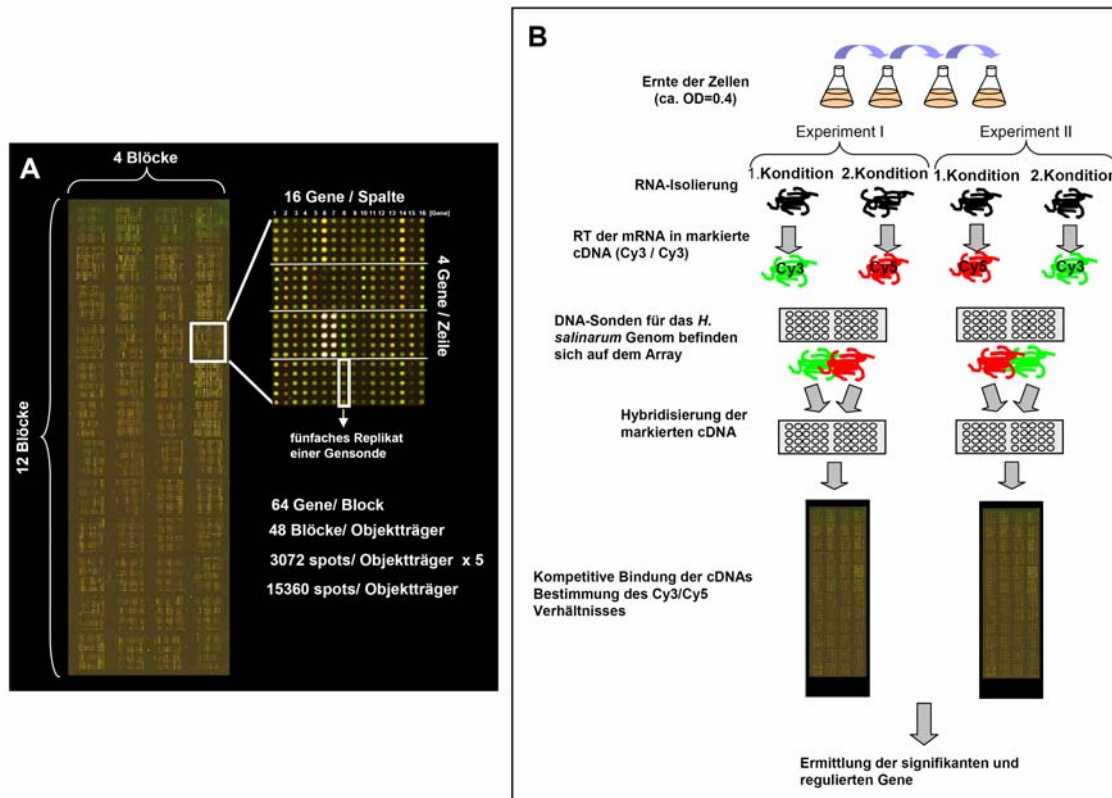 A
4 Blöcke
12 Blöcke
16 Gene / Spalte
1 2 3 4 5 6 7 8 9 10 11 12 13 14 15 16 [Gene]
4 Gene / Zeile
fünfaches Replikat
einer Gensonde
64 Gene/ Block
48 Blöcke/ Objektträger
3072 spots/ Objektträger x 5
15360 spots/ Objektträger
B
Ernte der Zellen
(ca. OD=0.4)
Experiment I
Experiment II
1.Kondition 2.Kondition 1.Kondition 2.Kondition
RNA-Isolierung
RT der mRNA in markierte
cDNA (Cy3 / Cy3)
Cy3 Cy5 Cy5 Cy3
DNA-Sonden für das H.
salinarum Genom befinden
sich auf dem Array
Hybridisierung der
markierten cDNA
Kompetitive Bindung der cDNAs
Bestimmung des Cy3/Cy5
Verhältnisses
Ermittlung der signifikanten und
regulierten Gene